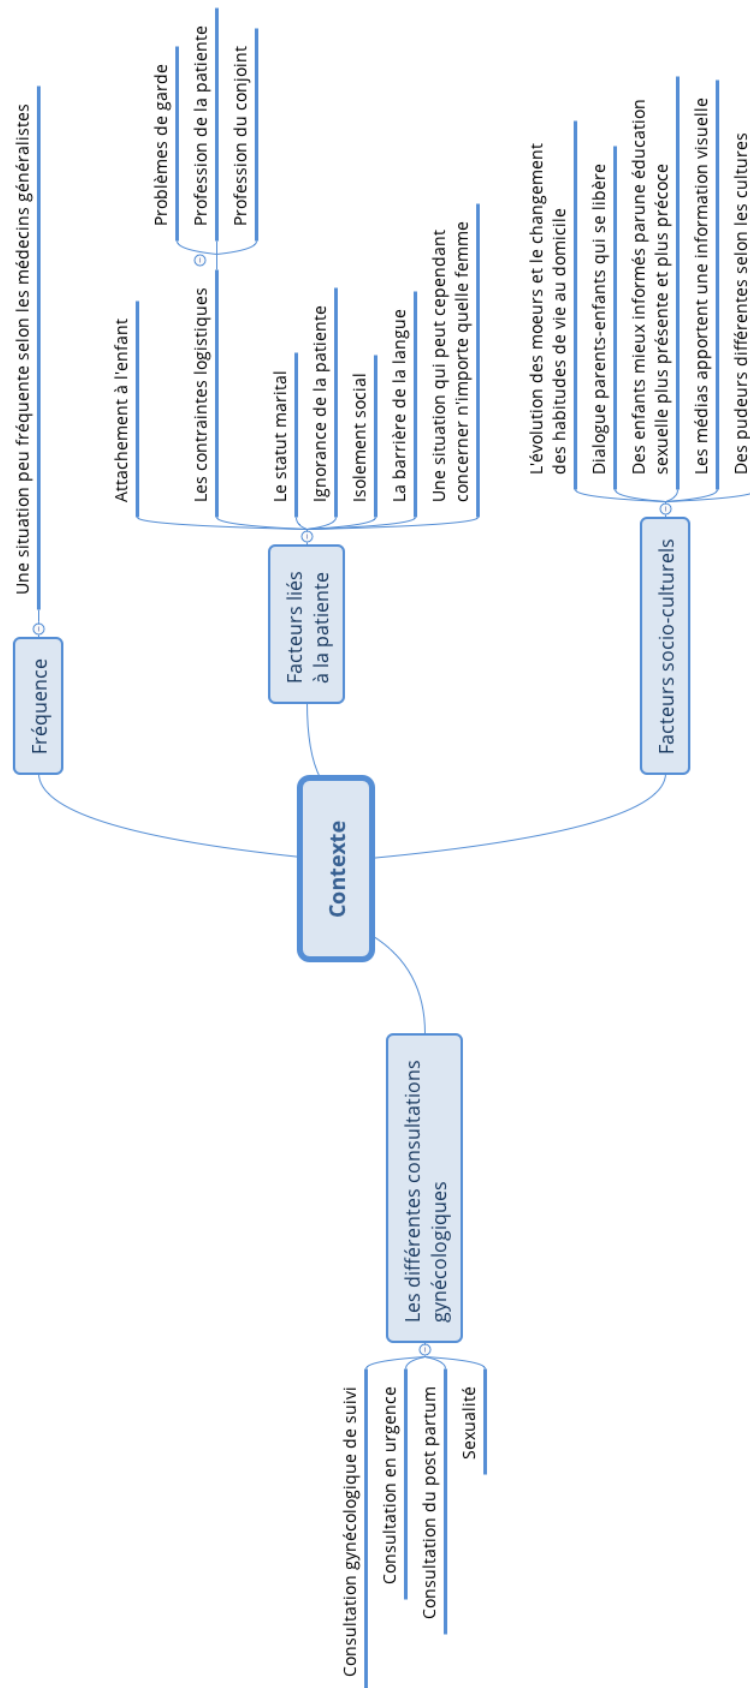 Contexte
Fréquence
Une situation peu fréquente selon les médecins généralistes
Facteurs liés
à la patiente
Attachement à l'enfant
Les contraintes logistiques
Problèmes de garde
Profession de la patiente
Profession du conjoint
Le statut marital
Ignorance de la patiente
Isolement social
La barrière de la langue
Une situation qui peut cependant
concerner n'importe quelle femme
Facteurs socio-culturels
L'évolution des moeurs et le changement
des habitudes de vie au domicile
Dialogue parents-enfants qui se libère
Des enfants mieux informés parune éducation
sexuelle plus présente et plus précoce
Les médias apportent une information visuelle
Des pudeurs différentes selon les cultures
Les différentes consultations
gynécologiques
Consultation gynécologique de suivi
Consultation en urgence
Consultation du post partum
Sexualité